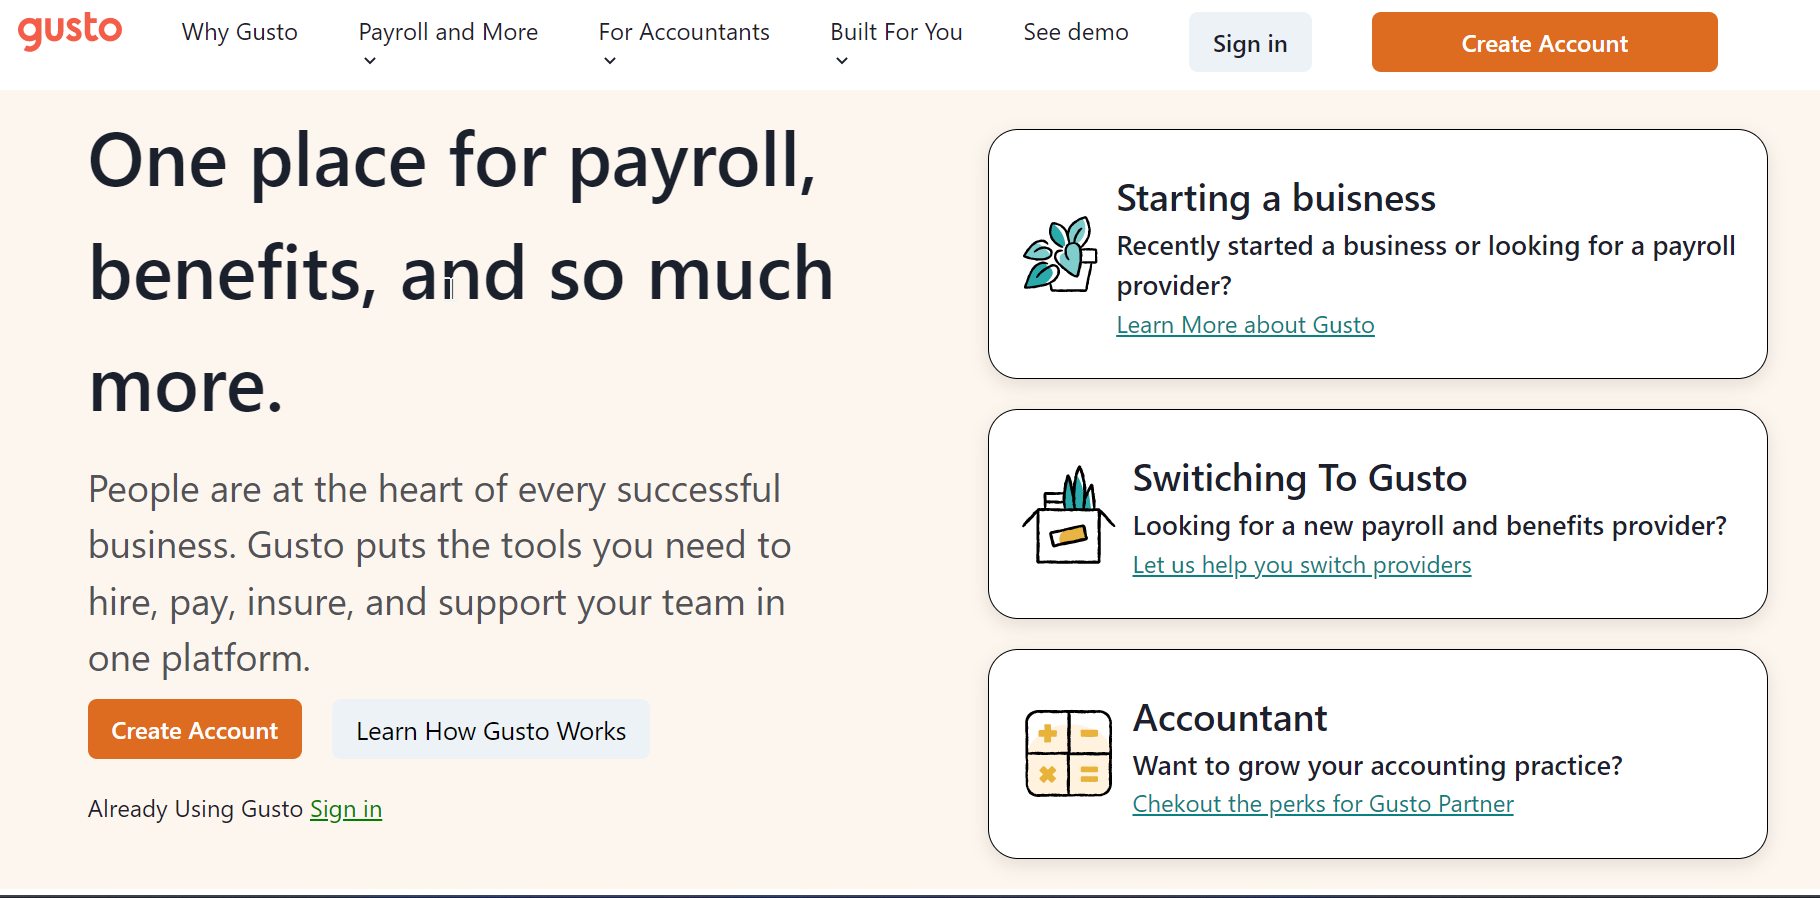 gusto
Why Gusto
Payroll and More
For Accountants
Built For You
See demo
Sign in
Create Account
One place for payroll,
benefits, and so much
more.
People are at the heart of every successful
business. Gusto puts the tools you need to
hire, pay, insure, and support your team in
one platform.
Create Account
Learn How Gusto Works
Already Using Gusto Sign in
Starting a buisness
Recently started a business or looking for a payroll
provider?
Learn More about Gusto
Switiching To Gusto
Looking for a new payroll and benefits provider?
Let us help you switch providers
Accountant
Want to grow your accounting practice?
Chekout the perks for Gusto Partner